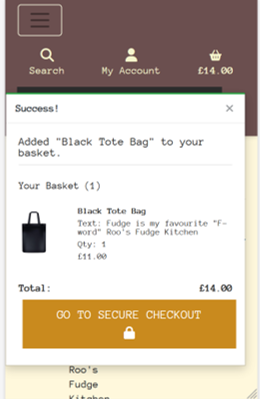 Search
My Account
£14.00
Success!
×
Added "Black Tote Bag" to your
basket.
Your Basket (1)
Black Tote Bag
Text: Fudge is my favourite "F-
word" Roo's Fudge Kitchen
Qty: 1
£11.00
Total:
£14.00
GO TO SECURE CHECKOUT
Roo's
Fudge
Kitchen